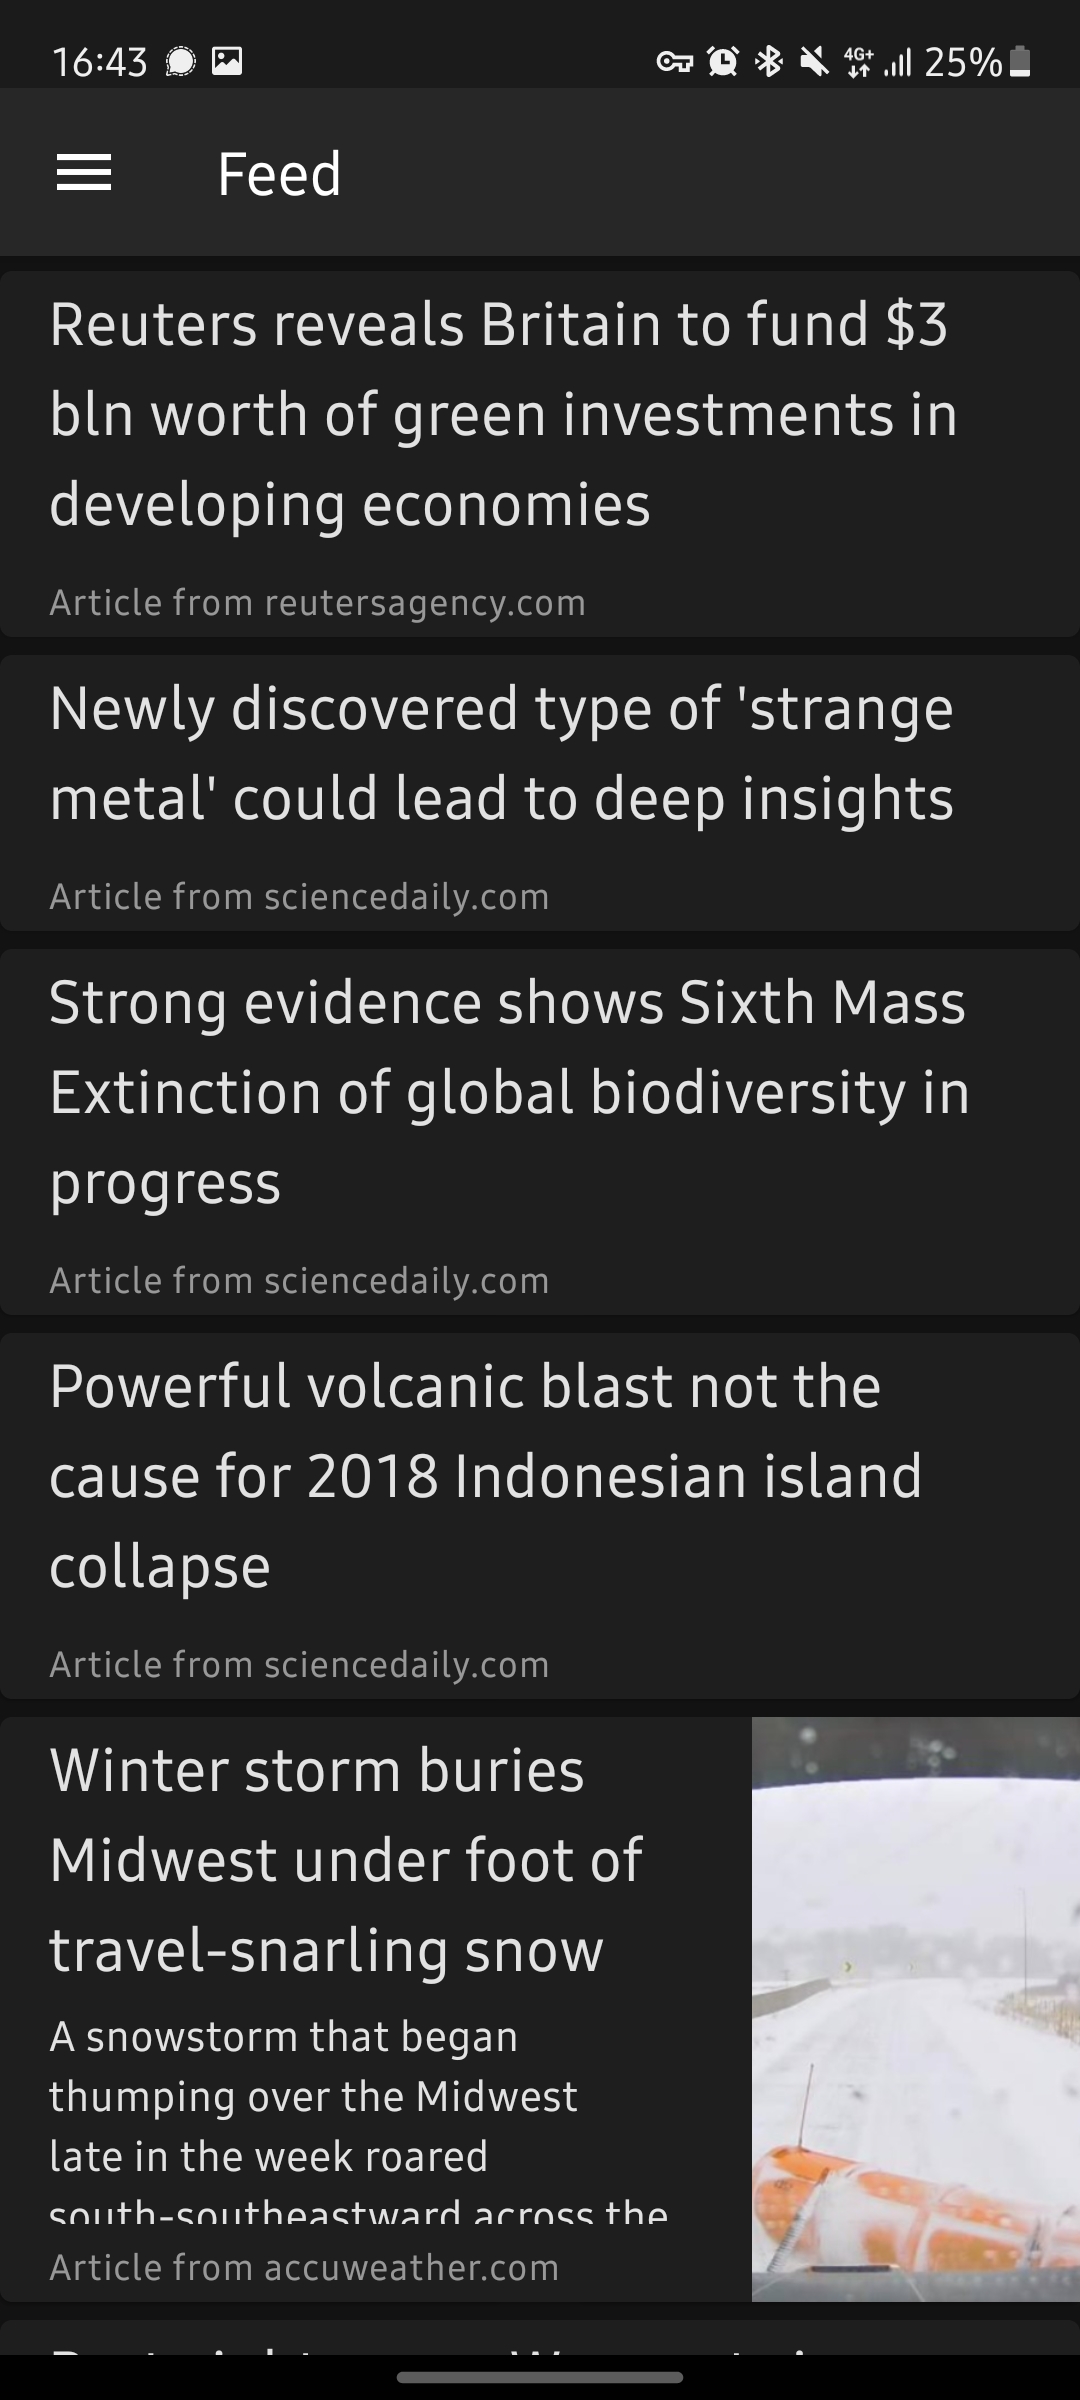 16:43
4G+
25%
Feed
Reuters reveals Britain to fund $3
bln worth of green investments in
developing economies
Article from reutersagency.com
Newly discovered type of 'strange
metal' could lead to deep insights
Article from sciencedaily.com
Strong evidence shows Sixth Mass
Extinction of global biodiversity in
progress
Article from sciencedaily.com
Powerful volcanic blast not the
cause for 2018 Indonesian island
collapse
Article from sciencedaily.com
Winter storm buries
Midwest under foot of
travel-snarling snow
A snowstorm that began
thumping over the Midwest
late in the week roared
south-southeastward across the
Article from accuweather.com